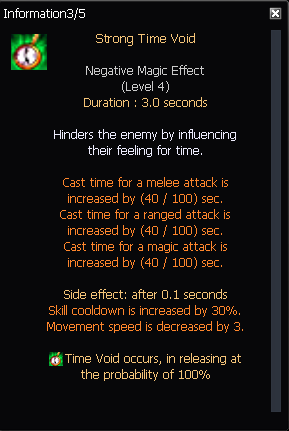 Information3/5
Strong Time Void
Negative Magic Effect
(Level 4)
Duration : 3.0 seconds
Hinders the enemy by influencing
their feeling for time.
Cast time for a melee attack is
increased by (40 / 100) sec.
Cast time for a ranged attack is
increased by (40 / 100) sec.
Cast time for a magic attack is
increased by (40 / 100) sec.
Side effect: after 0.1 seconds
Skill cooldown is increased by 30%.
Movement speed is decreased by 3.
Time Void occurs, in releasing at
the probability of 100%